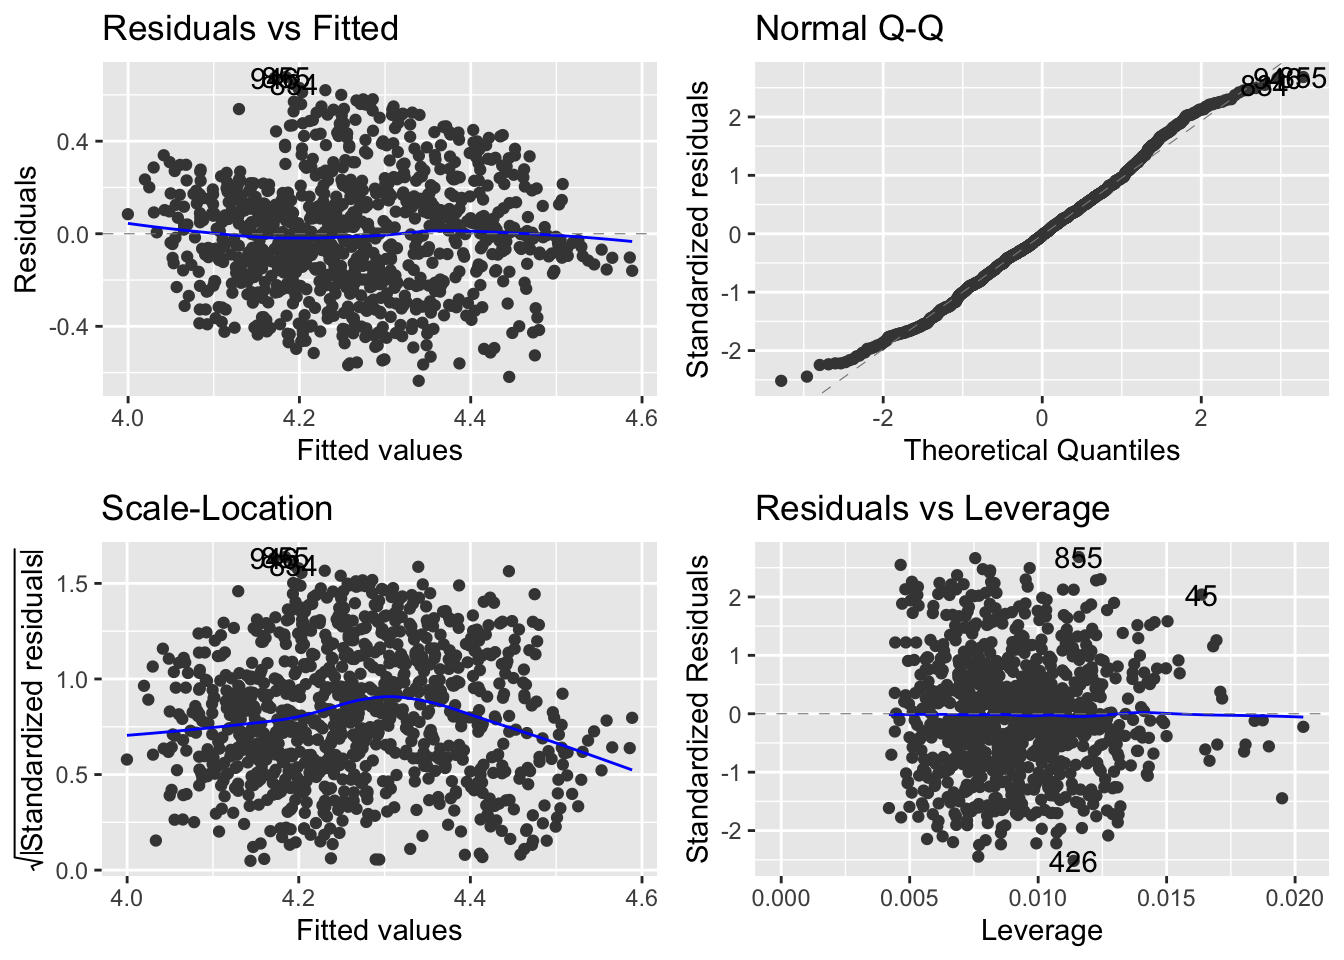 Residuals vs Fitted
855
0.4
0.0
-0.4
Residuals
4.0 4.2 4.4 4.6
Fitted values
Normal Q-Q
855
2
1
0
-1
-2
Standardized residuals
-2 0 2
Theoretical Quantiles
Scale-Location
1.5
1.0
0.5
0.0
√|Standardized residuals|
4.0 4.2 4.4 4.6
Fitted values
Residuals vs Leverage
855
45
426
2
1
0
-1
-2
Standardized Residuals
0.000 0.005 0.010 0.015 0.020
Leverage